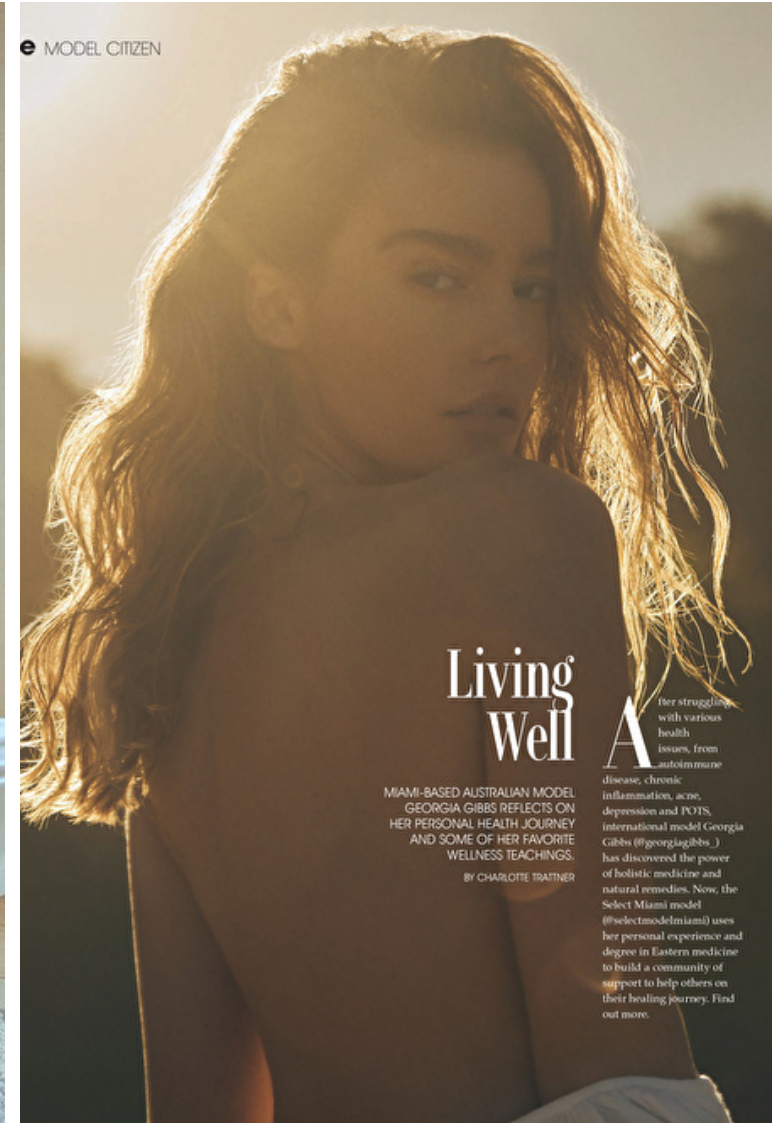 e MODEL CITIZEN
Living
Well
MIAMI-BASED AUSTRALIAN MODEL
GEORGIA GIBBS REFLECTS ON
HER PERSONAL HEALTH JOURNEY
AND SOME OF HER FAVORITE
WELLNESS TEACHINGS.
BY CHARLOTTE TRATTNER
After struggling
with various
health
issues, from
autoimmune
disease, chronic
inflammation, acne,
depression and POTS,
international model Georgia
Gibbs (@georgiagibbs_)
has discovered the power
of holistic medicine and
natural remedies. Now, the
Select Miami model
(@selectmodelmiami) uses
her personal experience and
degree in Eastern medicine
to build a community of
support to help others on
their healing journey. Find
out more.